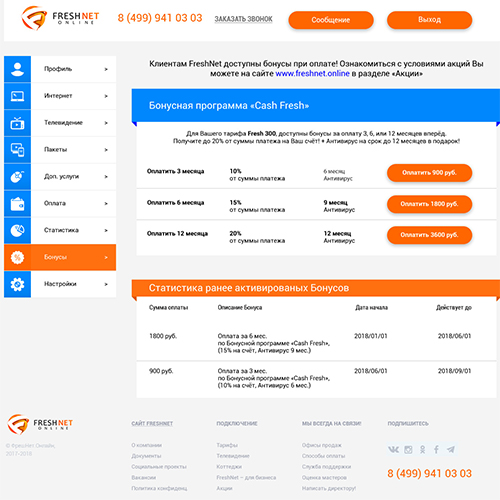 FRESHNET
ONLINE
8 (499) 941 03 03
ЗАКАЗАТЬ ЗВОНОК
Сообщение
Выход
Профиль >
Интернет >
Телевидение >
Пакеты >
Доп. услуги >
Оплата >
Статистика >
Бонусы >
Настройки >
Клиентам FreshNet доступны бонусы при оплате! Ознакомиться с условиями акций Вы
можете на сайте www.freshnet.online в разделе «Акции»
Бонусная программа «Cash Fresh»
Для Вашего тарифа Fresh 300, доступны бонусы за оплату 3, 6, или 12 месяцев вперёд.
Получите до 20% от суммы платежа на Ваш счёт! + Антивирус на срок до 12 месяцев в подарок!
Оплатить 3 месяца 10% 6 месяц Оплатить 900 руб.
от суммы платежа Антивирус
Оплатить 6 месяца 15% 9 месяц Оплатить 1800 руб.
от суммы платежа Антивирус
Оплатить 12 месяца 20% 12 месяц Оплатить 3600 руб.
от суммы платежа Антивирус
Статистика ранее активированых Бонусов
Сумма оплаты Описание Бонуса Дата начала Действует до
1800 руб. Оплата за 6 мес. 2018/01/01 2018/06/01
по Бонусной программе «Cash Fresh»,
(15% на счёт, Антивирус 9 мес.)
900 руб. Оплата за 3 мес. 2018/06/01 2018/09/01
по Бонусной программе «Cash Fresh»,
(10% на счёт, Антивирус 6 мес.)
FRESHNET
ONLINE
© ФрешНет Онлайн,
2017-2018
САЙТ FRESHNET
О компании
Документы
Социальные проекты
Вакансии
Политика конфиденц.
ПОДКЛЮЧЕНИЕ
Тарифы
Телевидение
Коттеджи
FreshNet – для бизнеса
Акции
МЫ ВСЕГДА НА СВЯЗИ!
Офисы продаж
Способы оплаты
Служба поддержки
Оценка мастеров
Написать директору!
ПОДПИШИТЕСЬ
8 (499) 941 03 03